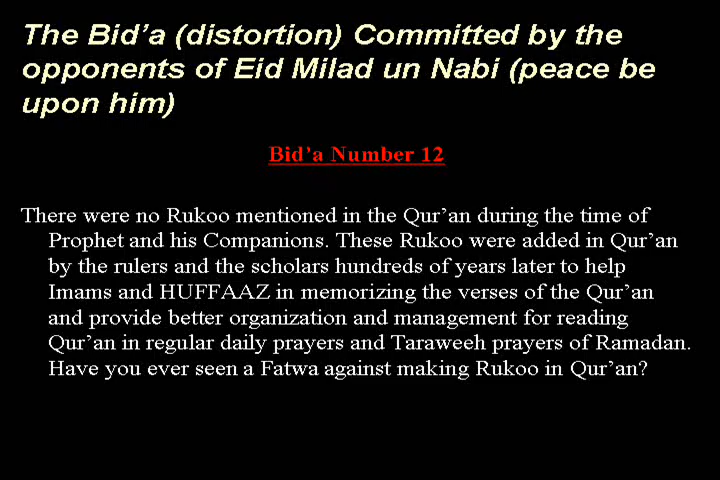 The Bid’a (distortion) Committed by the
opponents of Eid Milad un Nabi (peace be
upon him)
Bid’a Number 12
There were no Rukoo mentioned in the Qur’an during the time of
Prophet and his Companions. These Rukoo were added in Qur’an
by the rulers and the scholars hundreds of years later to help
Imams and HUFFAAZ in memorizing the verses of the Qur’an
and provide better organization and management for reading
Qur’an in regular daily prayers and Taraweeh prayers of Ramadan.
Have you ever seen a Fatwa against making Rukoo in Qur’an?